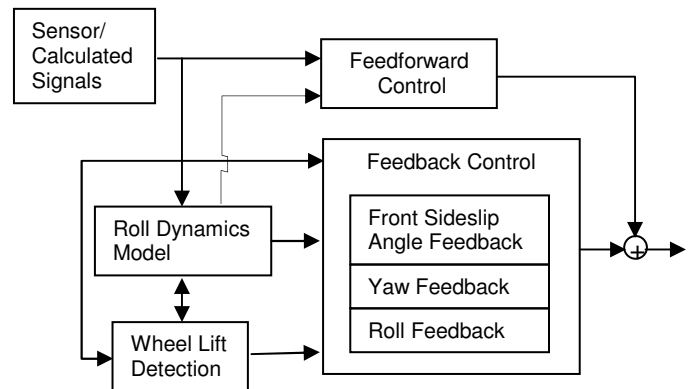 Sensor/
Calculated
Signals
Feedforward
Control
Feedback Control
Roll Dynamics
Model
Front Sideslip
Angle Feedback
Yaw Feedback
Roll Feedback
Wheel Lift
Detection
+